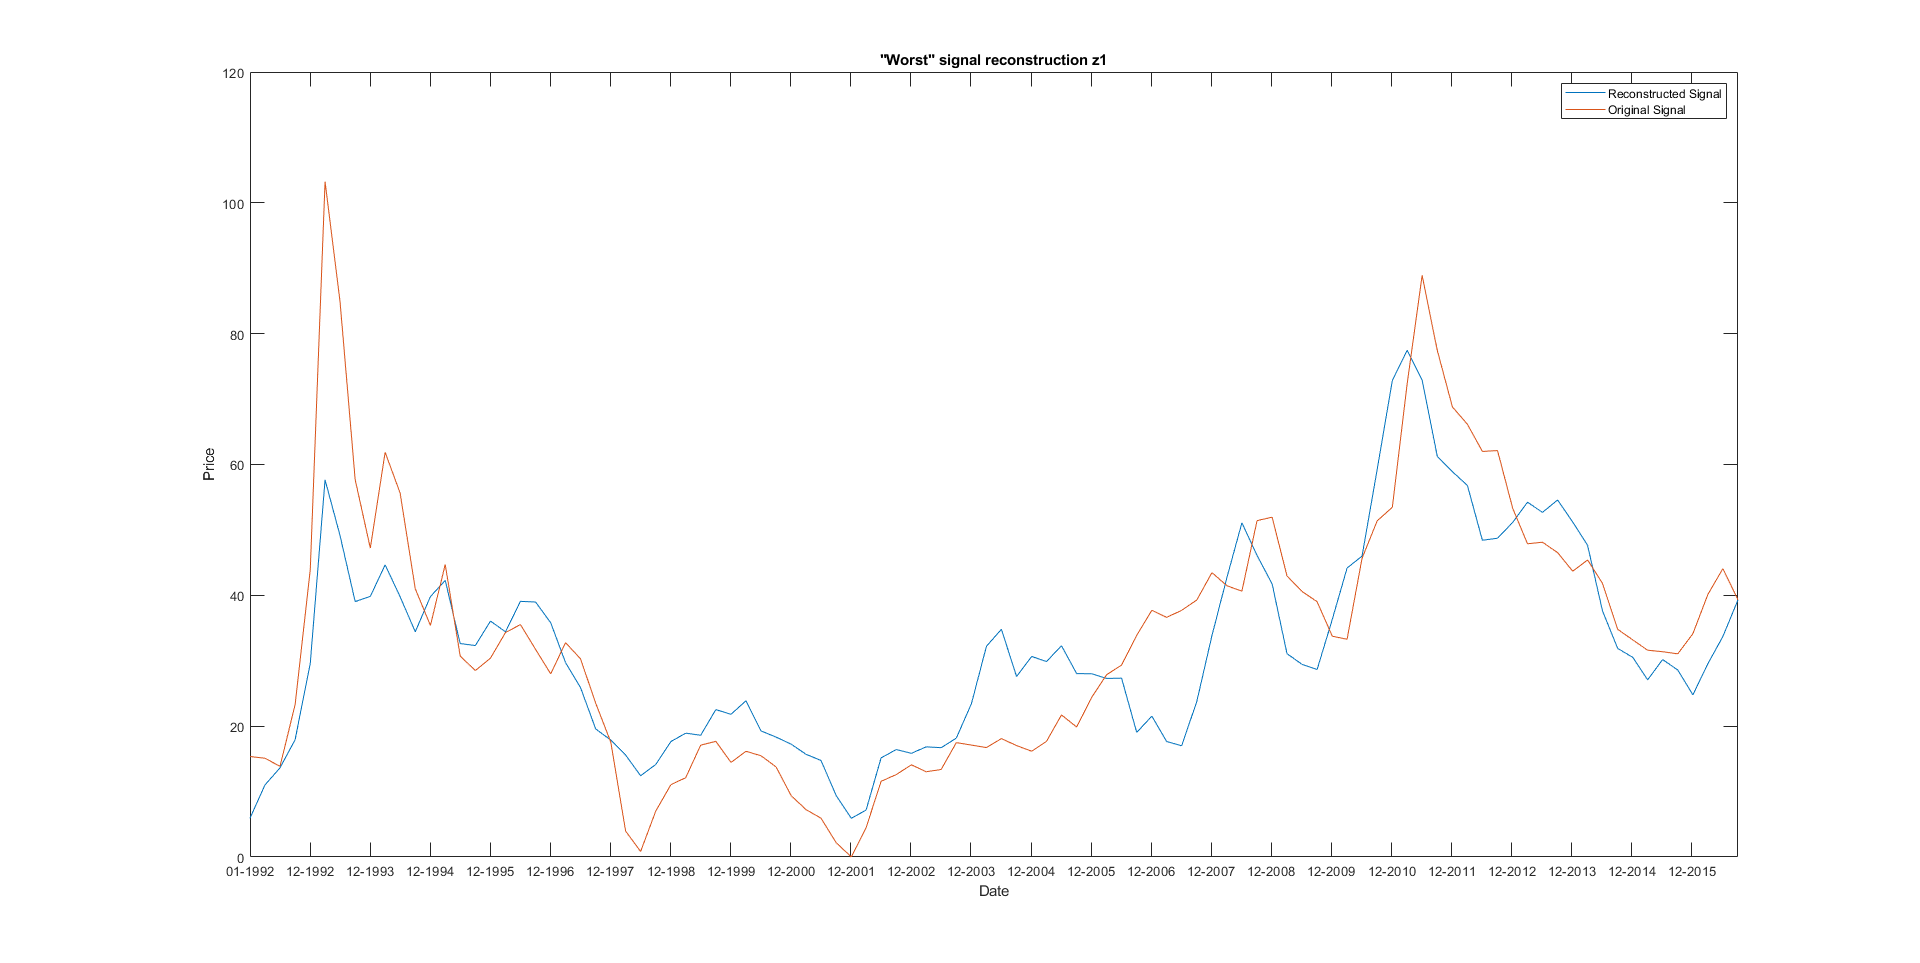 "Worst" signal reconstruction z1
Reconstructed Signal
Original Signal
120
100
80
60
40
20
0
Price
01-1992 12-1992 12-1993 12-1994 12-1995 12-1996 12-1997 12-1998 12-1999 12-2000 12-2001 12-2002 12-2003 12-2004 12-2005 12-2006 12-2007 12-2008 12-2009 12-2010 12-2011 12-2012 12-2013 12-2014 12-2015
Date